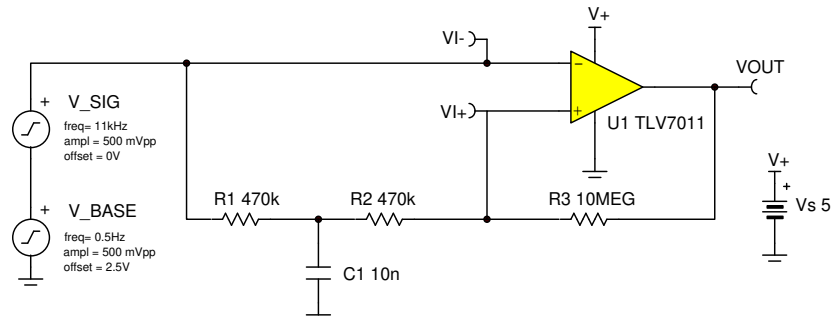 V+
VI-
VOUT
+ V_SIG
freq= 11kHz
ampl = 500 mVpp
offset = 0V
VI+
−
+
U1 TLV7011
V+
+
Vs 5
R1 470k
R2 470k
R3 10MEG
+ V_BASE
freq= 0.5Hz
ampl = 500 mVpp
offset = 2.5V
C1 10n